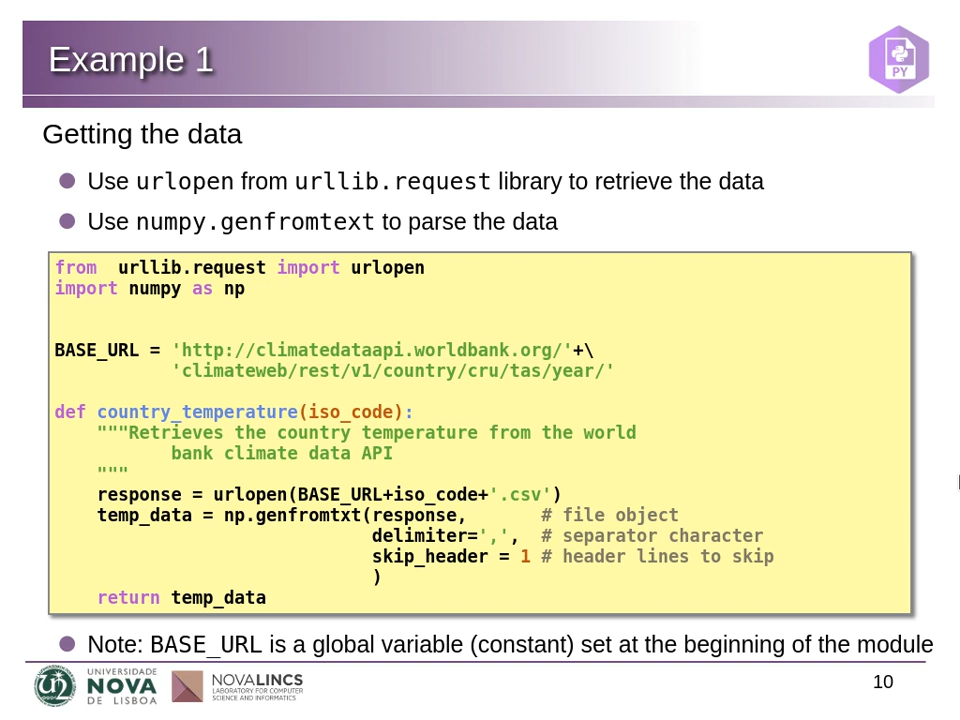 Example 1
PY
Getting the data
Use urlopen from urllib.request library to retrieve the data
Use numpy.genfromtext to parse the data
from  urllib.request import urlopen
import numpy as np
BASE_URL = 'http://climatedataapi.worldbank.org/'+\
           'climateweb/rest/v1/country/cru/tas/year/'
def country_temperature(iso_code):
    """Retrieves the country temperature from the world
           bank climate data API
    """
    response = urlopen(BASE_URL+iso_code+'.csv')
    temp_data = np.genfromtxt(response,       # file object
                              delimiter=',',  # separator character
                              skip_header = 1 # header lines to skip
                              )
    return temp_data
Note: BASE_URL is a global variable (constant) set at the beginning of the module
UNIVERSIDADE
NOVA
DE LISBOA
NOVALINCS
LABORATORY FOR COMPUTER
SCIENCE AND INFORMATICS
10